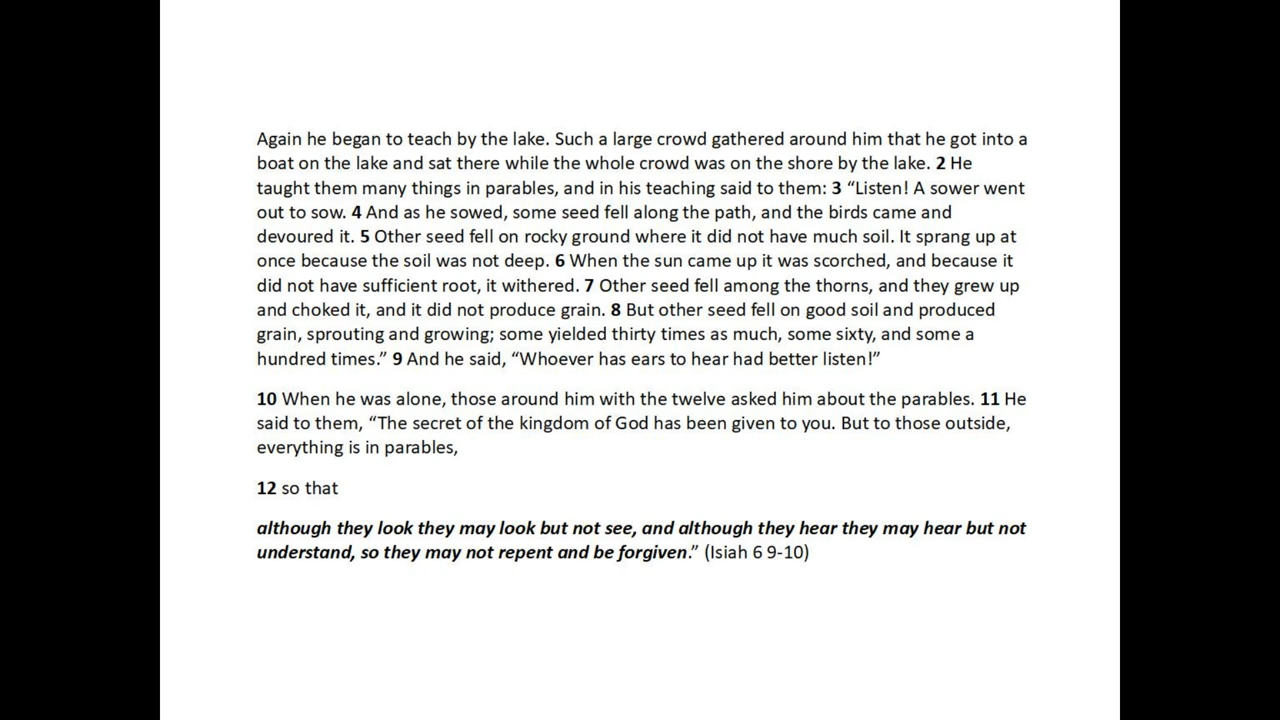 Again he began to teach by the lake. Such a large crowd gathered around him that he got into a
boat on the lake and sat there while the whole crowd was on the shore by the lake. 2 He
taught them many things in parables, and in his teaching said to them: 3 “Listen! A sower went
out to sow. 4 And as he sowed, some seed fell along the path, and the birds came and
devoured it. 5 Other seed fell on rocky ground where it did not have much soil. It sprang up at
once because the soil was not deep. 6 When the sun came up it was scorched, and because it
did not have sufficient root, it withered. 7 Other seed fell among the thorns, and they grew up
and choked it, and it did not produce grain. 8 But other seed fell on good soil and produced
grain, sprouting and growing; some yielded thirty times as much, some sixty, and some a
hundred times.” 9 And he said, “Whoever has ears to hear had better listen!”
10 When he was alone, those around him with the twelve asked him about the parables. 11 He
said to them, “The secret of the kingdom of God has been given to you. But to those outside,
everything is in parables,
12 so that
although they look they may look but not see, and although they hear they may hear but not
understand, so they may not repent and be forgiven.” (Isiah 6 9-10)